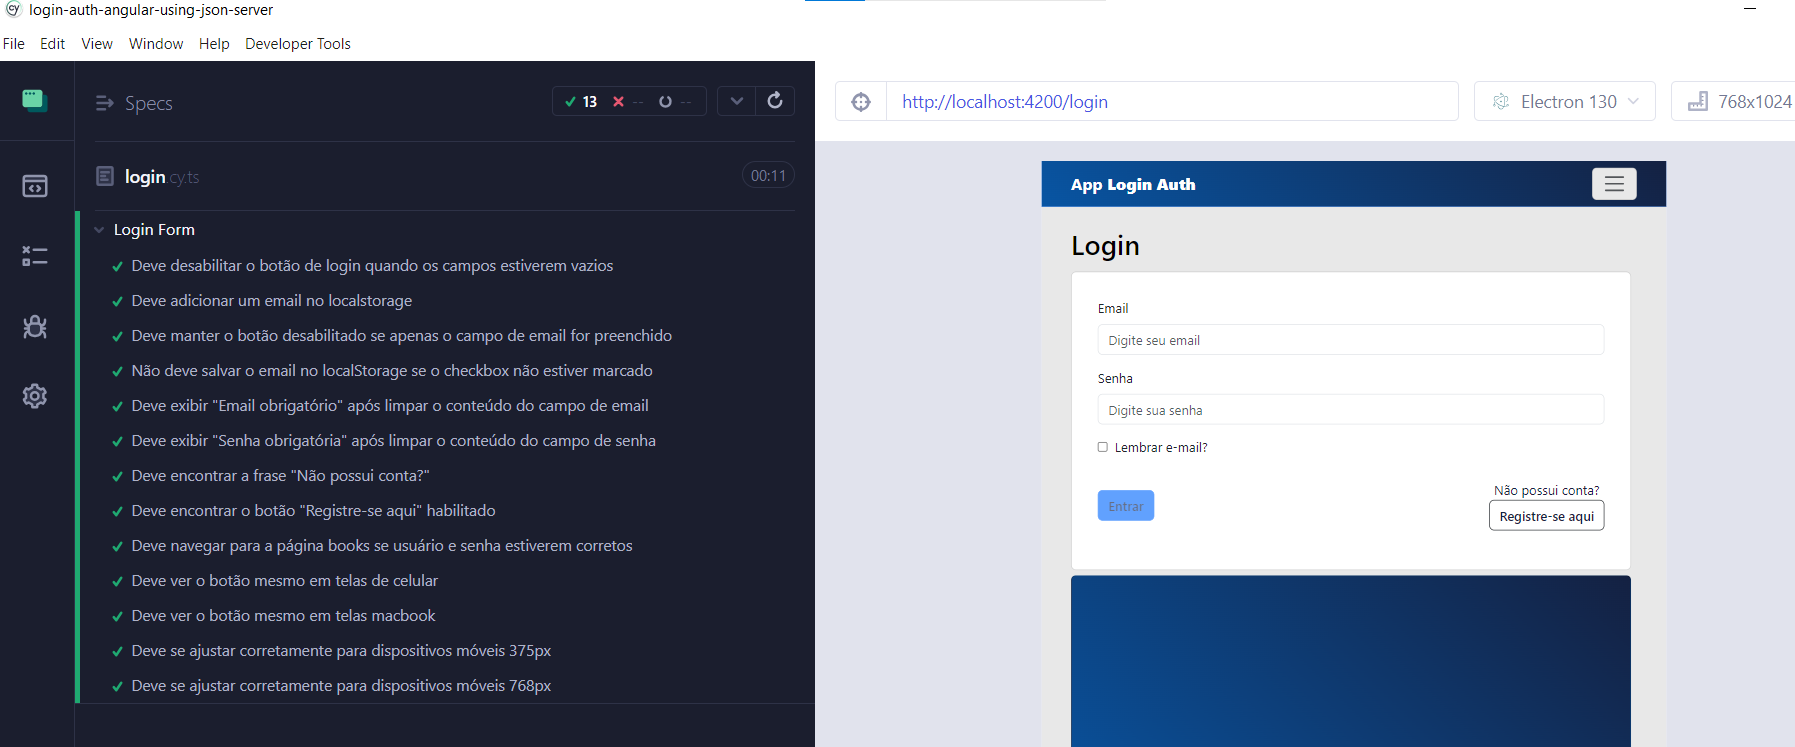 cy login-auth-angular-using-json-server
File Edit View Window Help Developer Tools
Specs
13 -- --
login.cy.ts
00:11
Login Form
Deve desabilitar o botão de login quando os campos estiverem vazios
Deve adicionar um email no localstorage
Deve manter o botão desabilitado se apenas o campo de email for preenchido
Não deve salvar o email no localStorage se o checkbox não estiver marcado
Deve exibir "Email obrigatório" após limpar o conteúdo do campo de email
Deve exibir "Senha obrigatória" após limpar o conteúdo do campo de senha
Deve encontrar a frase "Não possui conta?"
Deve encontrar o botão "Registre-se aqui" habilitado
Deve navegar para a página books se usuário e senha estiverem corretos
Deve ver o botão mesmo em telas de celular
Deve ver o botão mesmo em telas macbook
Deve se ajustar corretamente para dispositivos móveis 375px
Deve se ajustar corretamente para dispositivos móveis 768px
http://localhost:4200/login
Electron 130
768x1024
App Login Auth
Login
Email
Digite seu email
Senha
Digite sua senha
Lembrar e-mail?
Entrar
Não possui conta?
Registre-se aqui